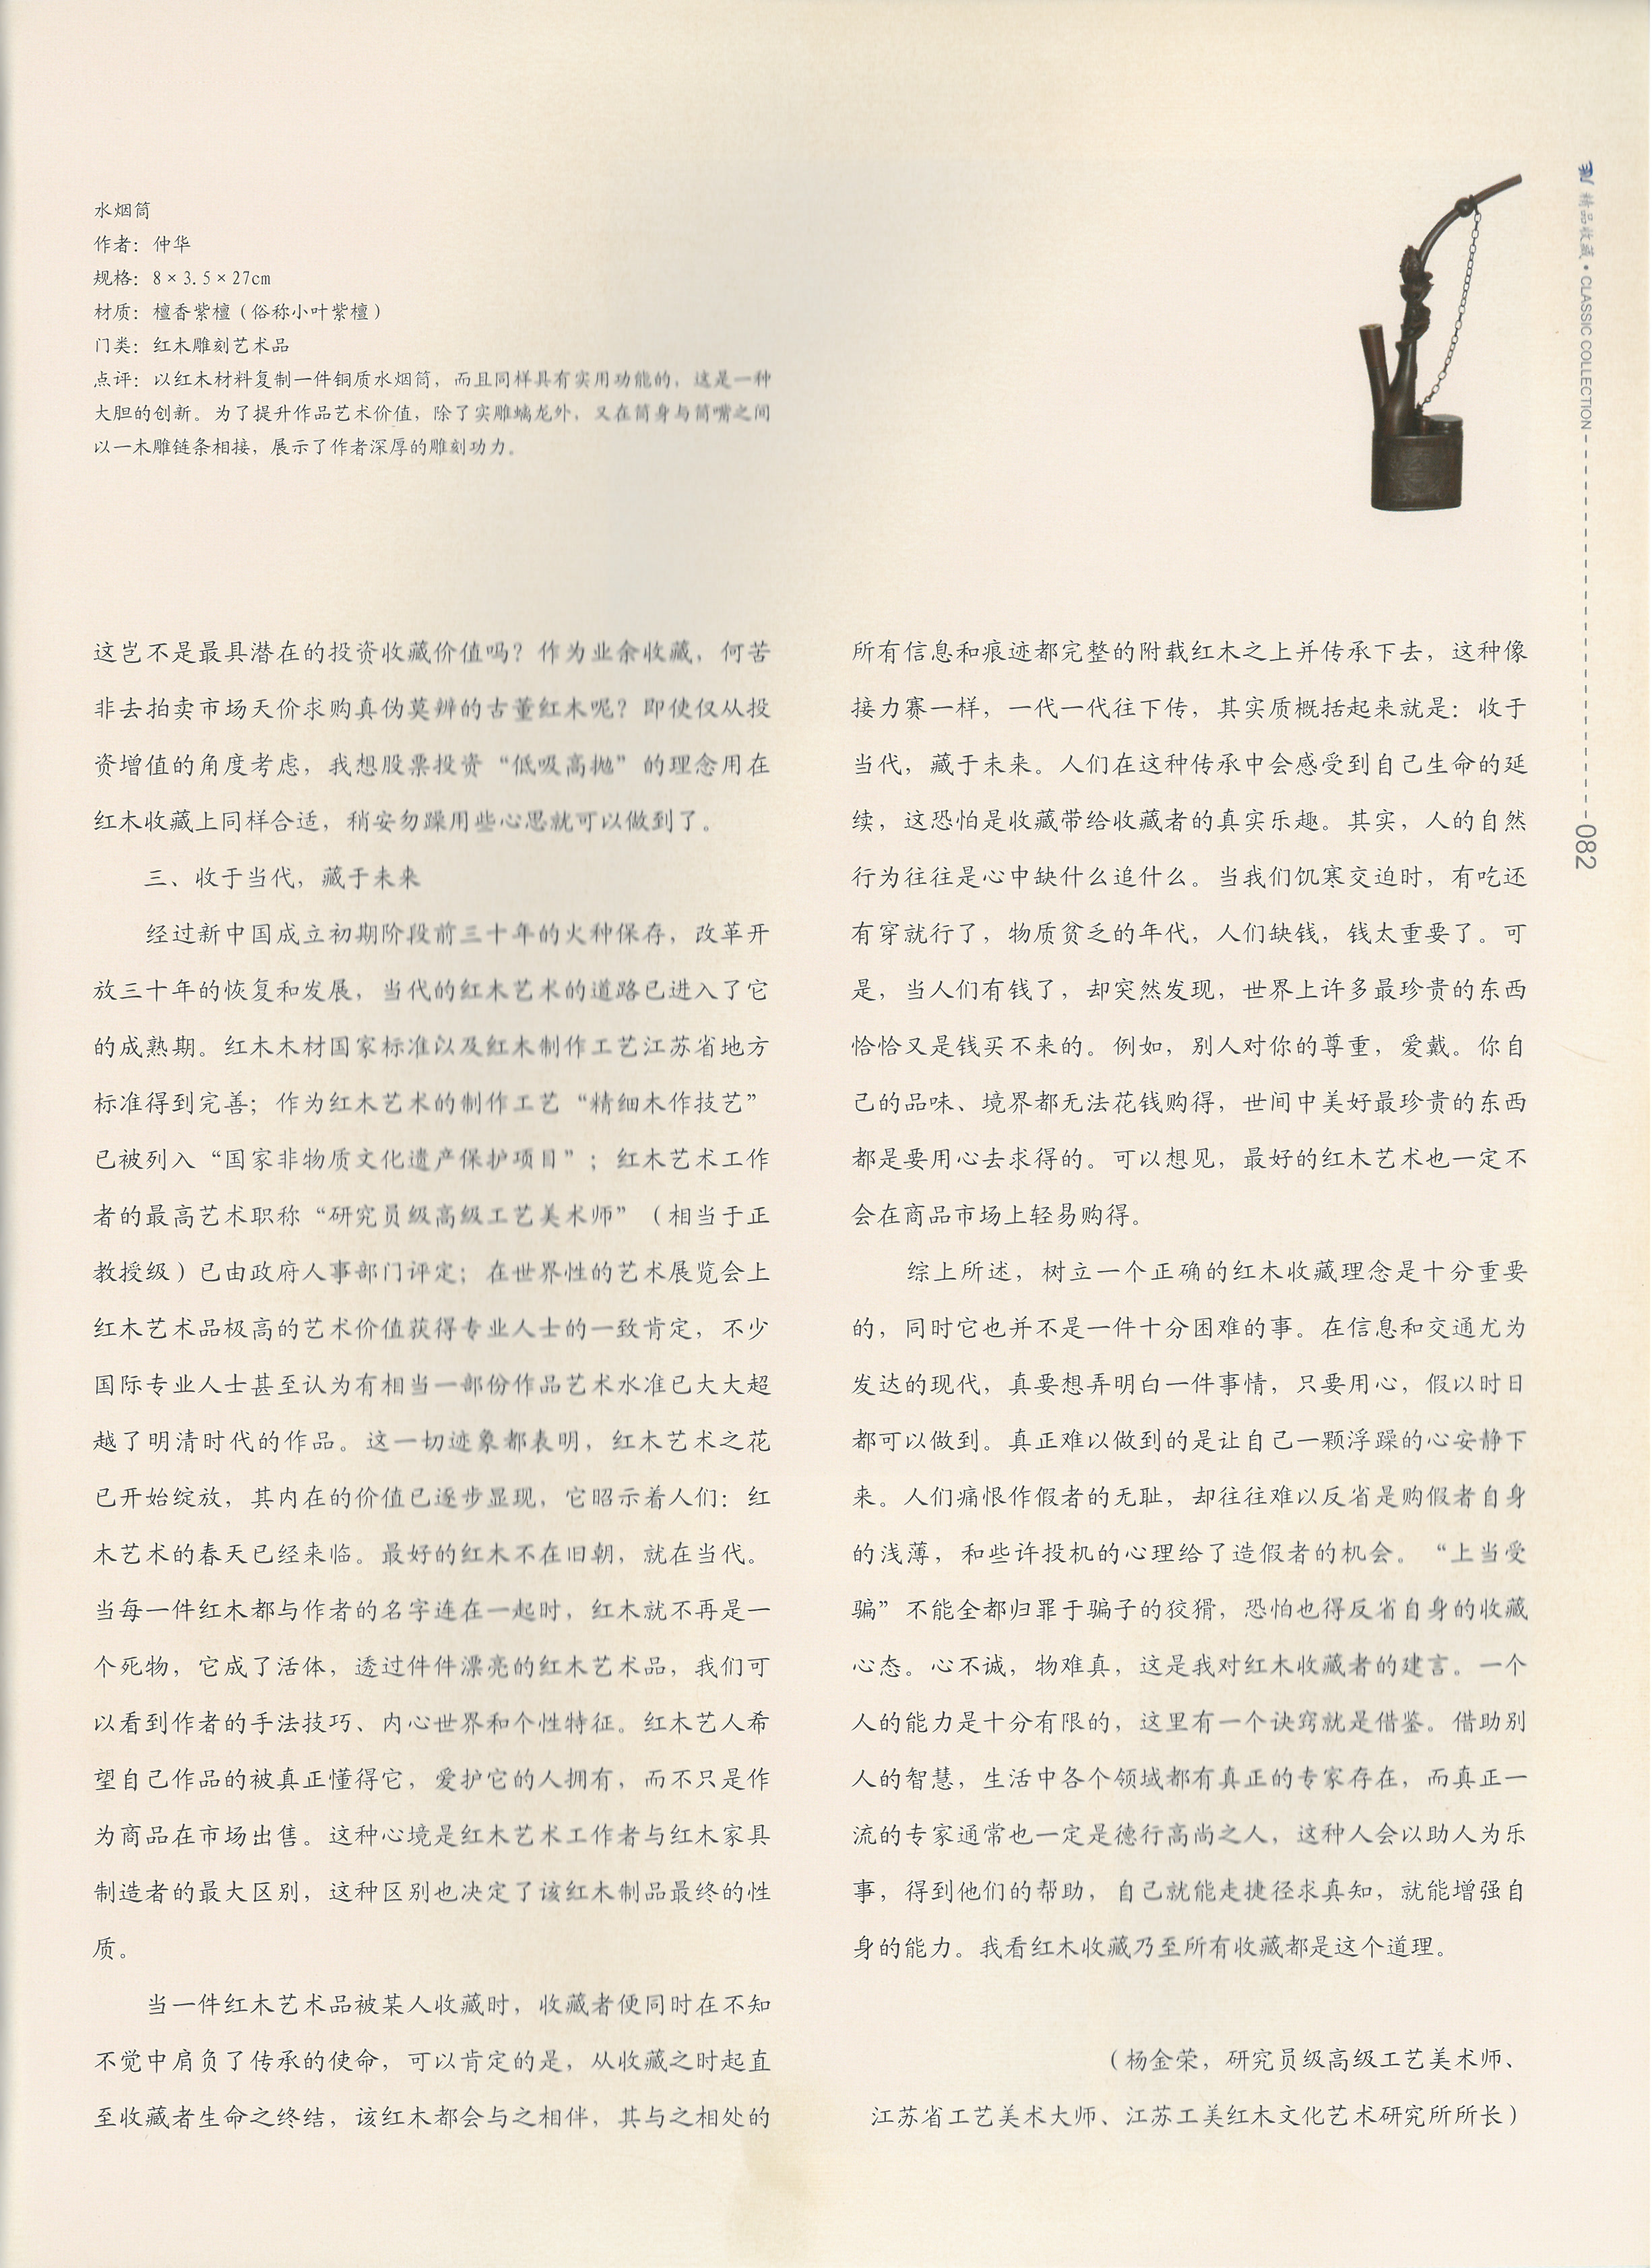 水烟筒
作者：仲华
规格：8×3.5×27cm
材质：檀香紫檀（俗称小叶紫檀）
门类：红木雕刻艺术品
点评：以红木材料复制一件铜质水烟筒，而且同样具有实用功能的，这是一种
大胆的创新。为了提升作品艺术价值，除了实雕螭龙外，又在筒身与筒嘴之间
以一木雕链条相接，展示了作者深厚的雕刻功力。
这岂不是最具潜在的投资收藏价值吗？作为业余收藏，何苦
非去拍卖市场天价求购真伪莫辨的古董红木呢？即使仅从投
资增值的角度考虑，我想股票投资“低吸高抛”的理念用在
红木收藏上同样合适，稍安勿躁用些心思就可以做到了。
三、收于当代，藏于未来
经过新中国成立初期阶段前三十年的火种保存，改革开
放三十年的恢复和发展，当代的红木艺术的道路已进入了它
的成熟期。红木木材国家标准以及红木制作工艺江苏省地方
标准得到完善；作为红木艺术的制作工艺“精细木作技艺”
已被列入“国家非物质文化遗产保护项目”；红木艺术工作
者的最高艺术职称“研究员级高级工艺美术师”（相当于正
教授级）已由政府人事部门评定；在世界性的艺术展览会上
红木艺术品极高的艺术价值获得专业人士的一致肯定，不少
国际专业人士甚至认为有相当一部份作品艺术水准已大大超
越了明清时代的作品。这一切迹象都表明，红木艺术之花
已开始绽放，其内在的价值已逐步显现，它昭示着人们：红
木艺术的春天已经来临。最好的红木不在旧朝，就在当代。
当每一件红木都与作者的名字连在一起时，红木就不再是一
个死物，它成了活体，透过件件漂亮的红木艺术品，我们可
以看到作者的手法技巧、内心世界和个性特征。红木艺人希
望自己作品的被真正懂得它，爱护它的人拥有，而不只是作
为商品在市场出售。这种心境是红木艺术工作者与红木家具
制造者的最大区别，这种区别也决定了该红木制品最终的性
质。
当一件红木艺术品被某人收藏时，收藏者便同时在不知
不觉中肩负了传承的使命，可以肯定的是，从收藏之时起直
至收藏者生命之终结，该红木都会与之相伴，其与之相处的
所有信息和痕迹都完整的附载红木之上并传承下去，这种像
接力赛一样，一代一代往下传，其实质概括起来就是：收于
当代，藏于未来。人们在这种传承中会感受到自己生命的延
续，这恐怕是收藏带给收藏者的真实乐趣。其实，人的自然
行为往往是心中缺什么追什么。当我们饥寒交迫时，有吃还
有穿就行了，物质贫乏的年代，人们缺钱，钱太重要了。可
是，当人们有钱了，却突然发现，世界上许多最珍贵的东西
恰恰又是钱买不来的。例如，别人对你的尊重，爱戴。你自
己的品味、境界都无法花钱购得，世间中美好最珍贵的东西
都是要用心去求得的。可以想见，最好的红木艺术也一定不
会在商品市场上轻易购得。
综上所述，树立一个正确的红木收藏理念是十分重要
的，同时它也并不是一件十分困难的事。在信息和交通尤为
发达的现代，真要想弄明白一件事情，只要用心，假以时日
都可以做到。真正难以做到的是让自己一颗浮躁的心安静下
来。人们痛恨作假者的无耻，却往往难以反省是购假者自身
的浅薄，和些许投机的心理给了造假者的机会。“上当受
骗”不能全都归罪于骗子的狡猾，恐怕也得反省自身的收藏
心态。心不诚，物难真，这是我对红木收藏者的建言。一个
人的能力是十分有限的，这里有一个诀窍就是借鉴。借助别
人的智慧，生活中各个领域都有真正的专家存在，而真正一
流的专家通常也一定是德行高尚之人，这种人会以助人为乐
事，得到他们的帮助，自己就能走捷径求真知，就能增强自
身的能力。我看红木收藏乃至所有收藏都是这个道理。
（杨金荣，研究员级高级工艺美术师、
江苏省工艺美术大师、江苏工美红木文化艺术研究所所长）
精品收藏·CLASSIC COLLECTION
082